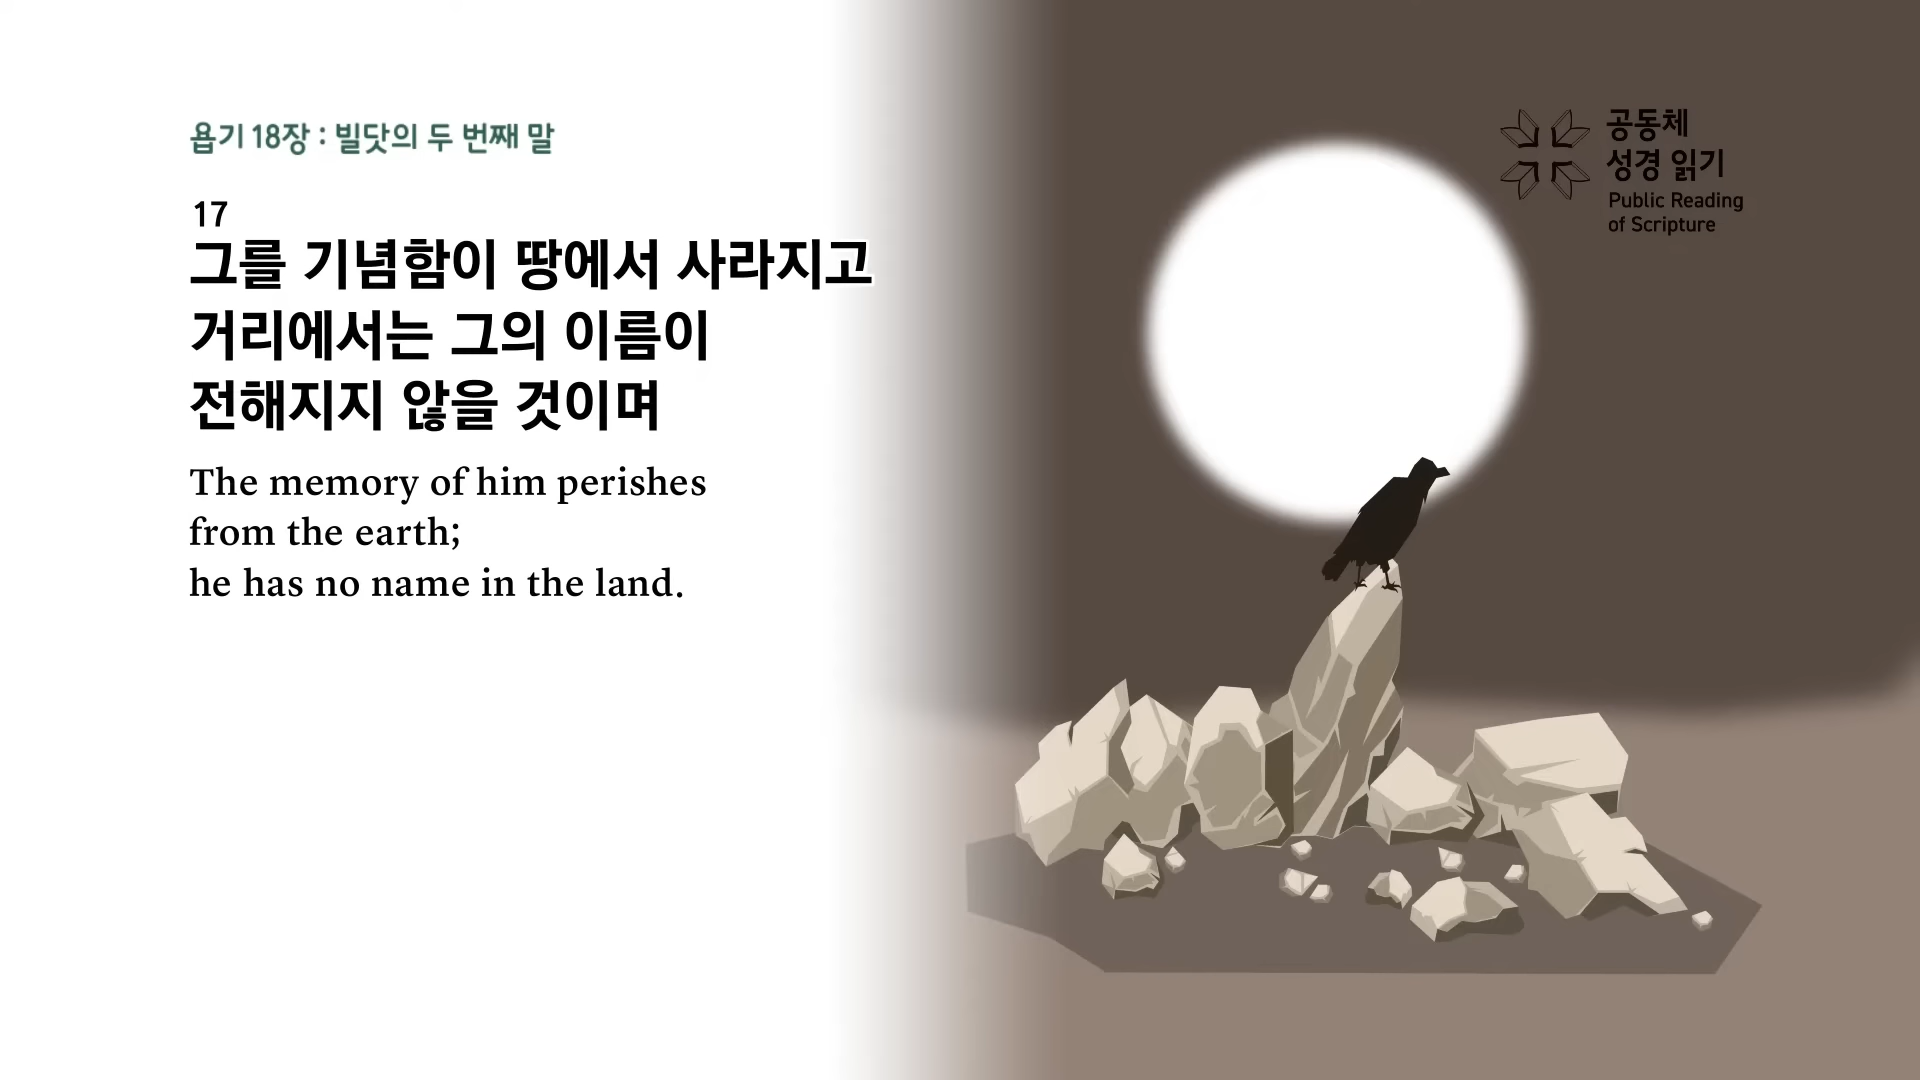 욥기 18장 : 빌닷의 두 번째 말
17
그를 기념함이 땅에서 사라지고
거리에서는 그의 이름이
전해지지 않을 것이며
The memory of him perishes
from the earth;
he has no name in the land.
공동체
성경 읽기
Public Reading
of Scripture